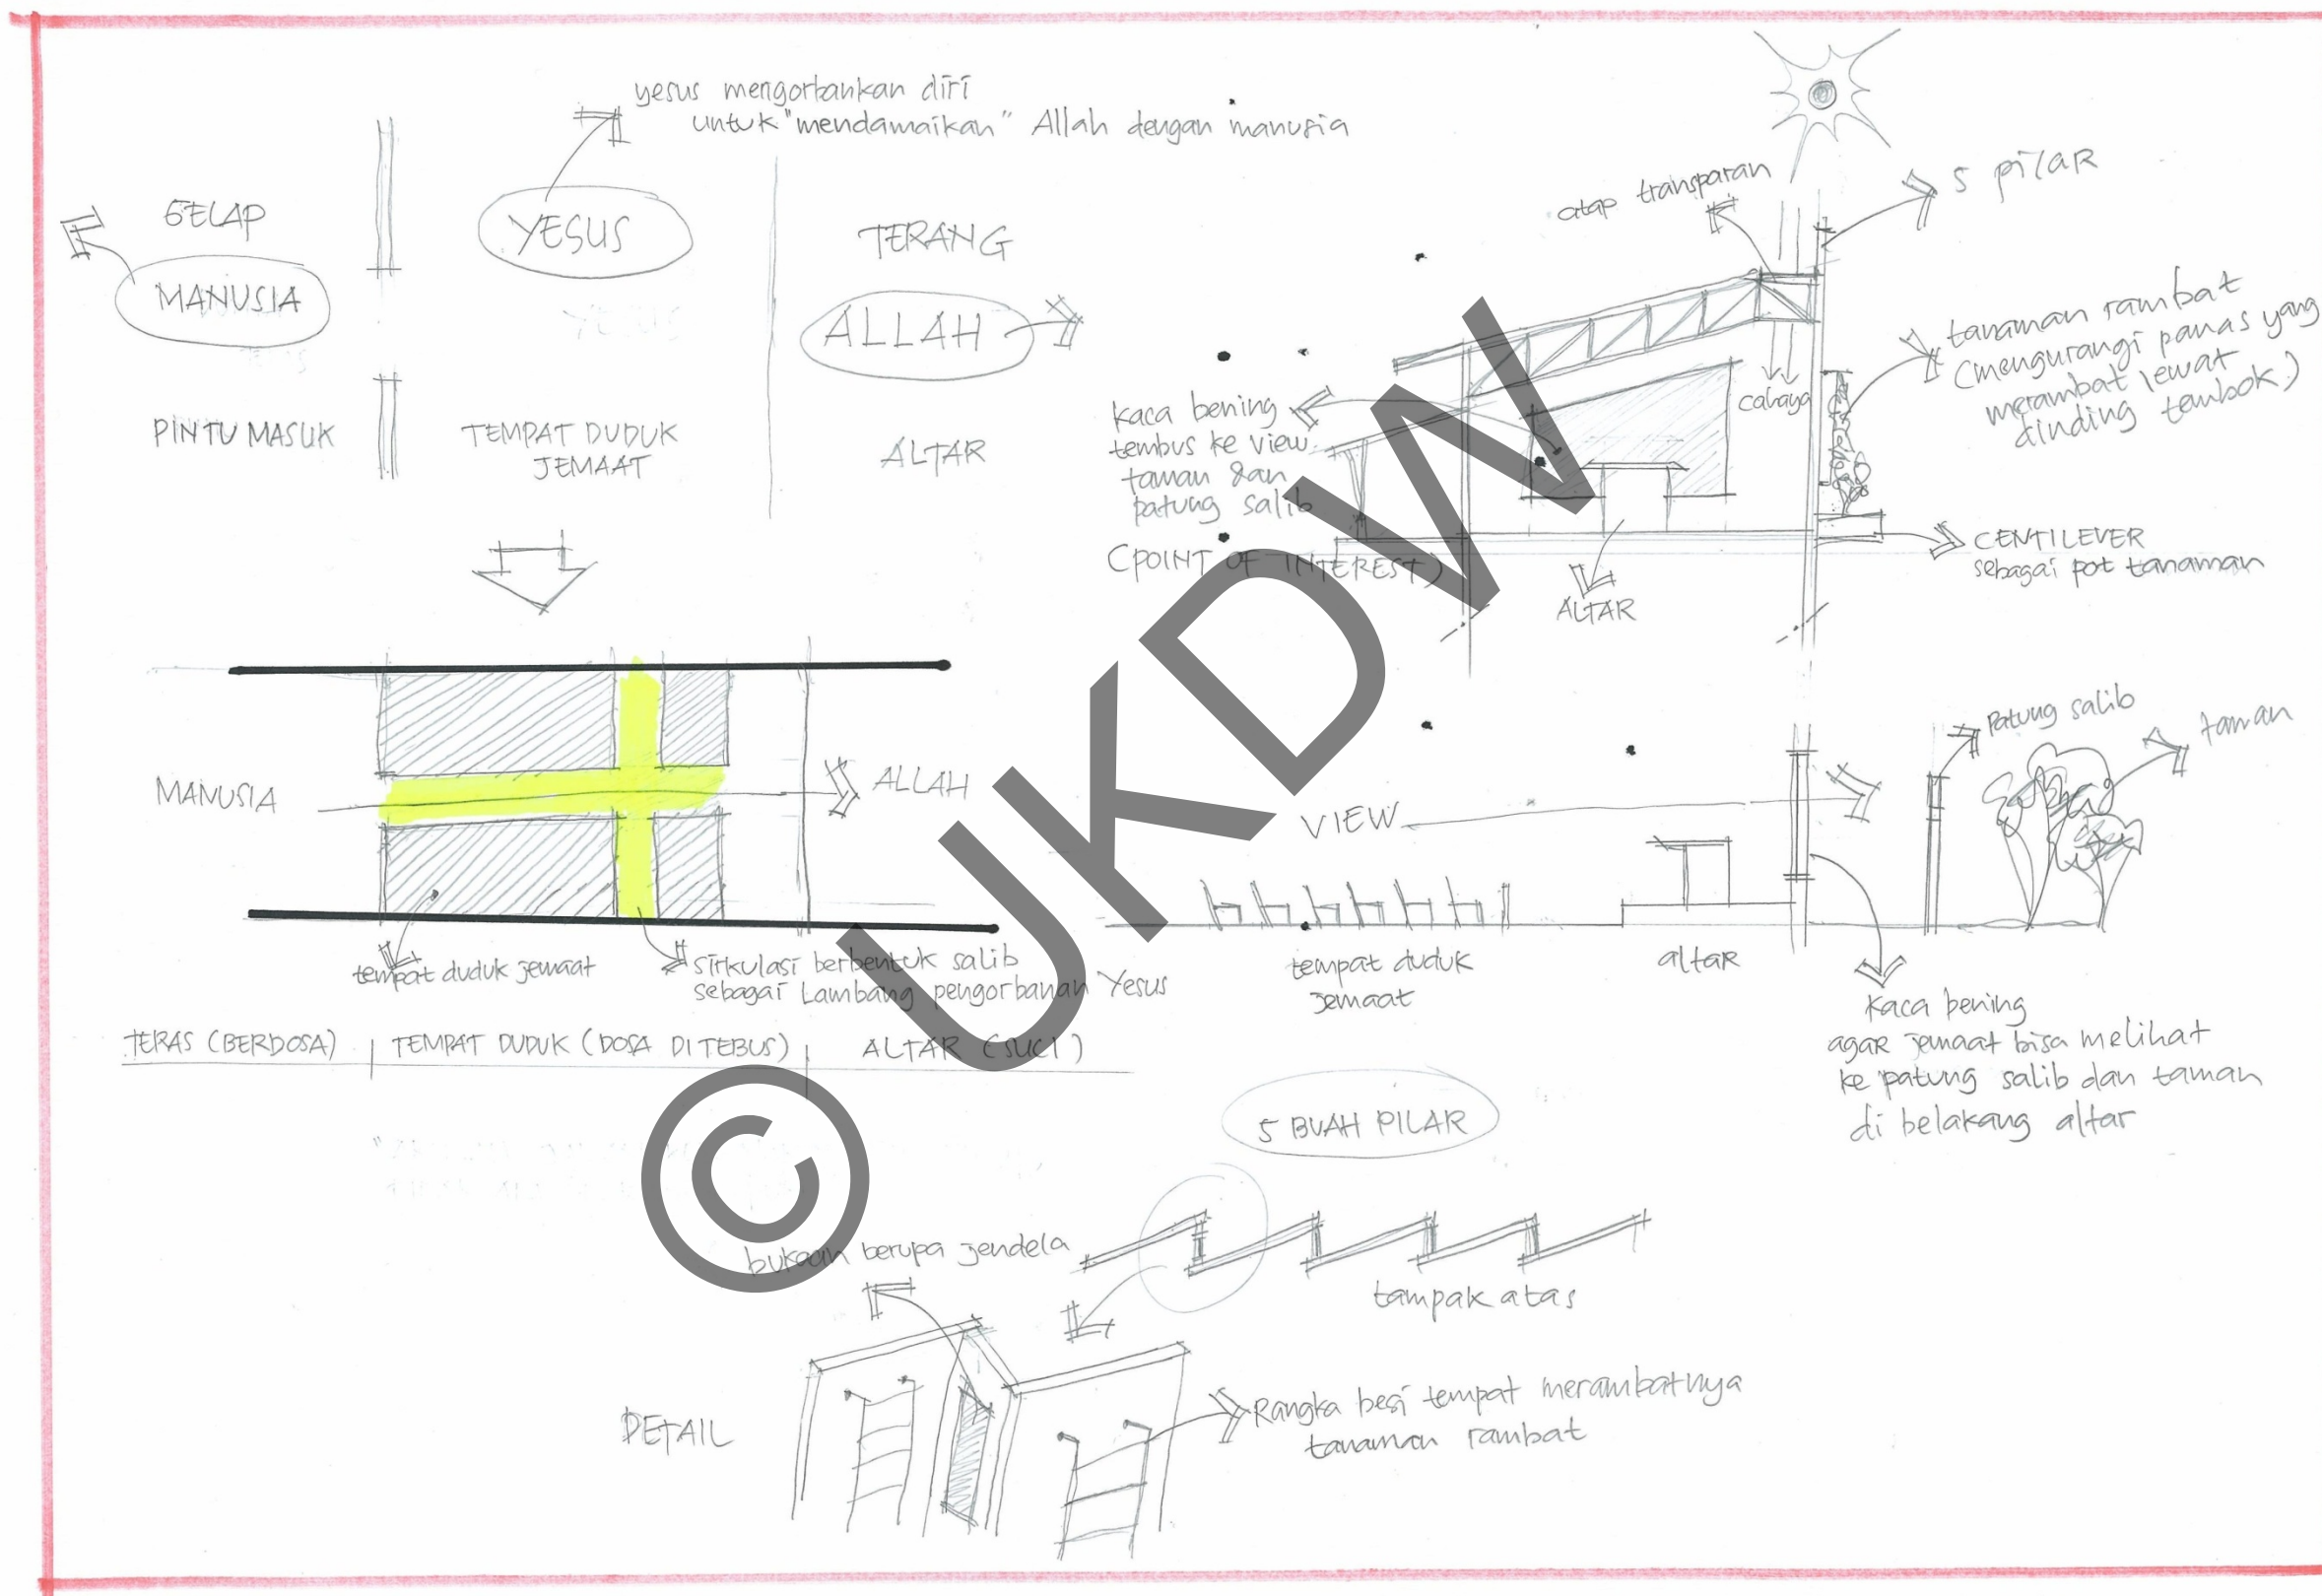 yesus mengorbankan diri
untuk "mendamaikan" Allah dengan manusia
GELAP
MANUSIA
PINTU MASUK
YESUS
TEMPAT DUDUK
JEMAAT
TERANG
ALLAH
ALTAR
atap transparan
5 pilar
tanaman rambat
(mengurangi panas yang
merambat lewat
dinding tembok)
cahaya
kaca bening
tembus ke view
taman dan
patung salib
(POINT OF INTEREST)
ALTAR
CENTILEVER
sebagai pot tanaman
MANUSIA
ALLAH
tempat duduk jemaat
sirkulasi berbentuk salib
sebagai Lambang pengorbanan Yesus
TERAS (BERDOSA)
TEMPAT DUDUK (DOSA DITEBUS)
ALTAR (SUCI)
VIEW
Patung salib
taman
tempat duduk
jemaat
altar
kaca bening
agar jemaat bisa melihat
ke patung salib dan taman
di belakang altar
5 BUAH PILAR
tampak atas
bukaan berupa jendela
DETAIL
Rangka besi tempat merambatnya
tanaman rambat
© UKDW